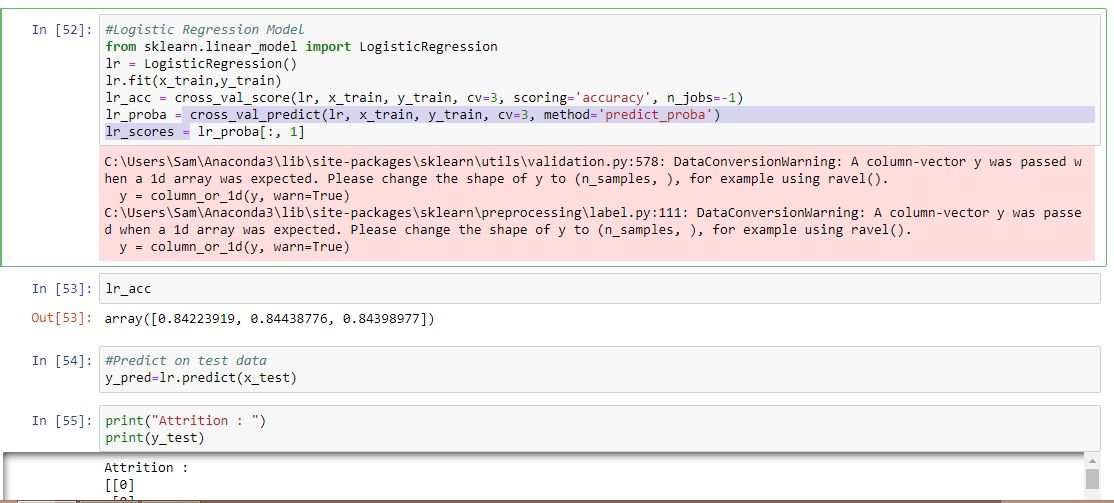 In [52]: #Logistic Regression Model
from sklearn.linear_model import LogisticRegression
lr = LogisticRegression()
lr.fit(x_train,y_train)
lr_acc = cross_val_score(lr, x_train, y_train, cv=3, scoring='accuracy', n_jobs=-1)
lr_proba = cross_val_predict(lr, x_train, y_train, cv=3, method='predict_proba')
lr_scores = lr_proba[:, 1]
C:\Users\Sam\Anaconda3\lib\site-packages\sklearn\utils\validation.py:578: DataConversionWarning: A column-vector y was passed w
hen a 1d array was expected. Please change the shape of y to (n_samples, ), for example using ravel().
y = column_or_1d(y, warn=True)
C:\Users\Sam\Anaconda3\lib\site-packages\sklearn\preprocessing\label.py:111: DataConversionWarning: A column-vector y was passe
d when a 1d array was expected. Please change the shape of y to (n_samples, ), for example using ravel().
y = column_or_1d(y, warn=True)
In [53]: lr_acc
Out[53]: array([0.84223919, 0.84438776, 0.84398977])
In [54]: #Predict on test data
y_pred=lr.predict(x_test)
In [55]: print("Attrition : ")
print(y_test)
Attrition :
[[0]